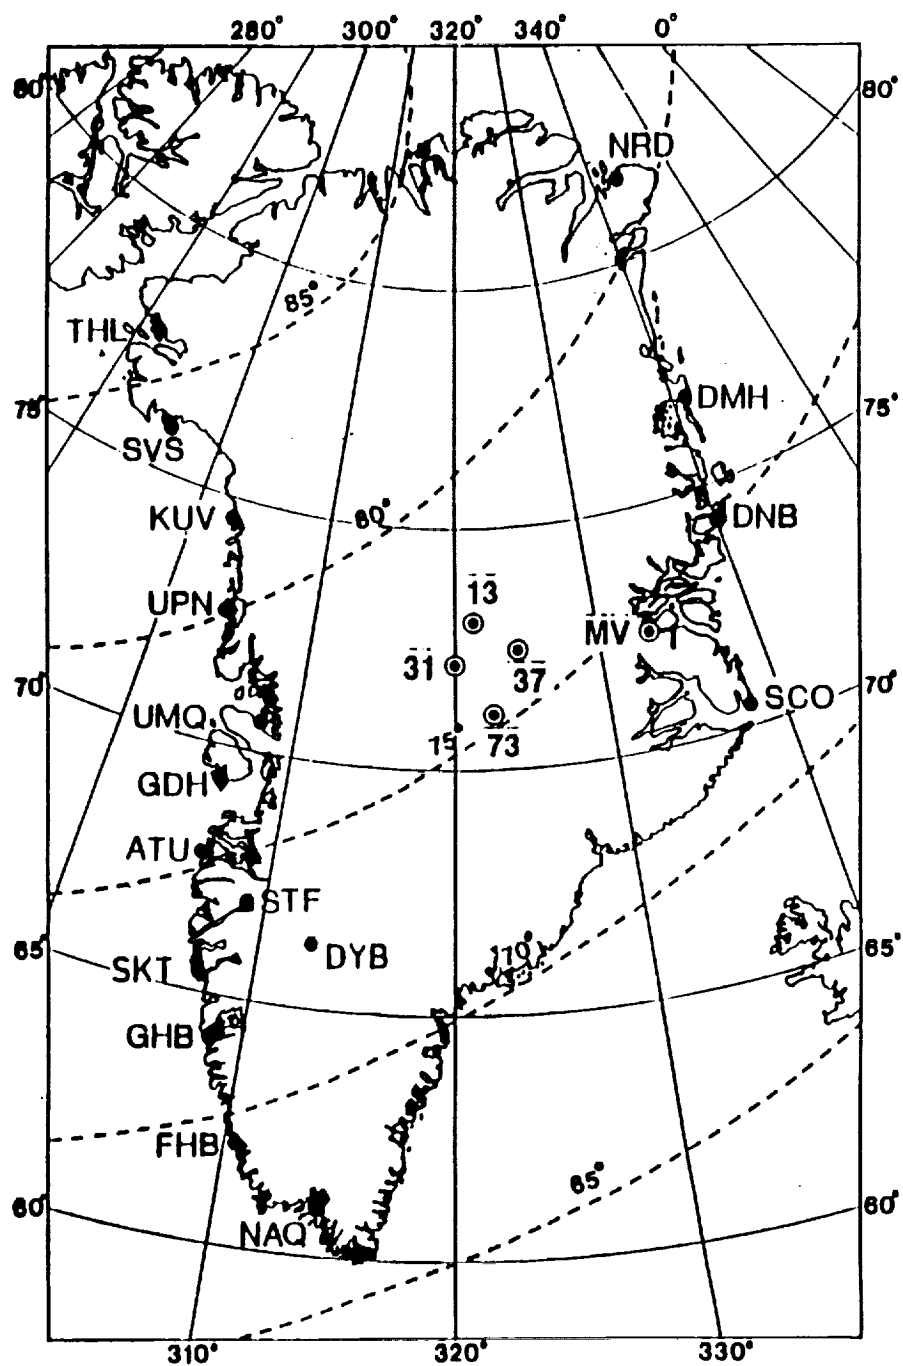 280° 300° 320° 340° 0°
80° 80°
NRD
85°
THL
DMH
75° 75°
SVS
80°
KUV DNB
13
UPN
MV
31 37
70° 70°
SCO
UMQ
15 73
GDH
ATU
STF
DYB
65° 110° 65°
SKT
GHB
FHB
65°
60° 60°
NAQ
310° 320° 330°